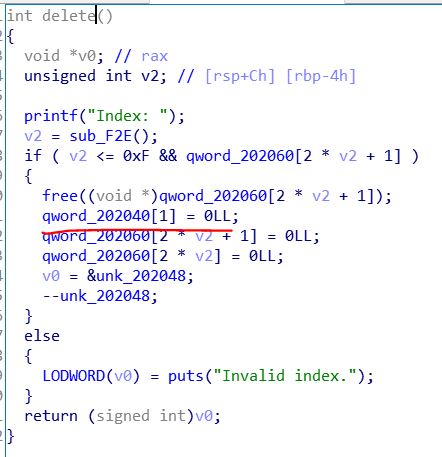 int delete()
{
void *v0; // rax
unsigned int v2; // [rsp+Ch] [rbp-4h]
printf("Index: ");
v2 = sub_F2E();
if ( v2 <= 0xF && qword_202060[2 * v2 + 1] )
{
free((void *)qword_202060[2 * v2 + 1]);
qword_202040[1] = 0LL;
qword_202060[2 * v2 + 1] = 0LL;
qword_202060[2 * v2] = 0LL;
v0 = &unk_202048;
--unk_202048;
}
else
{
LODWORD(v0) = puts("Invalid index.");
}
return (signed int)v0;
}